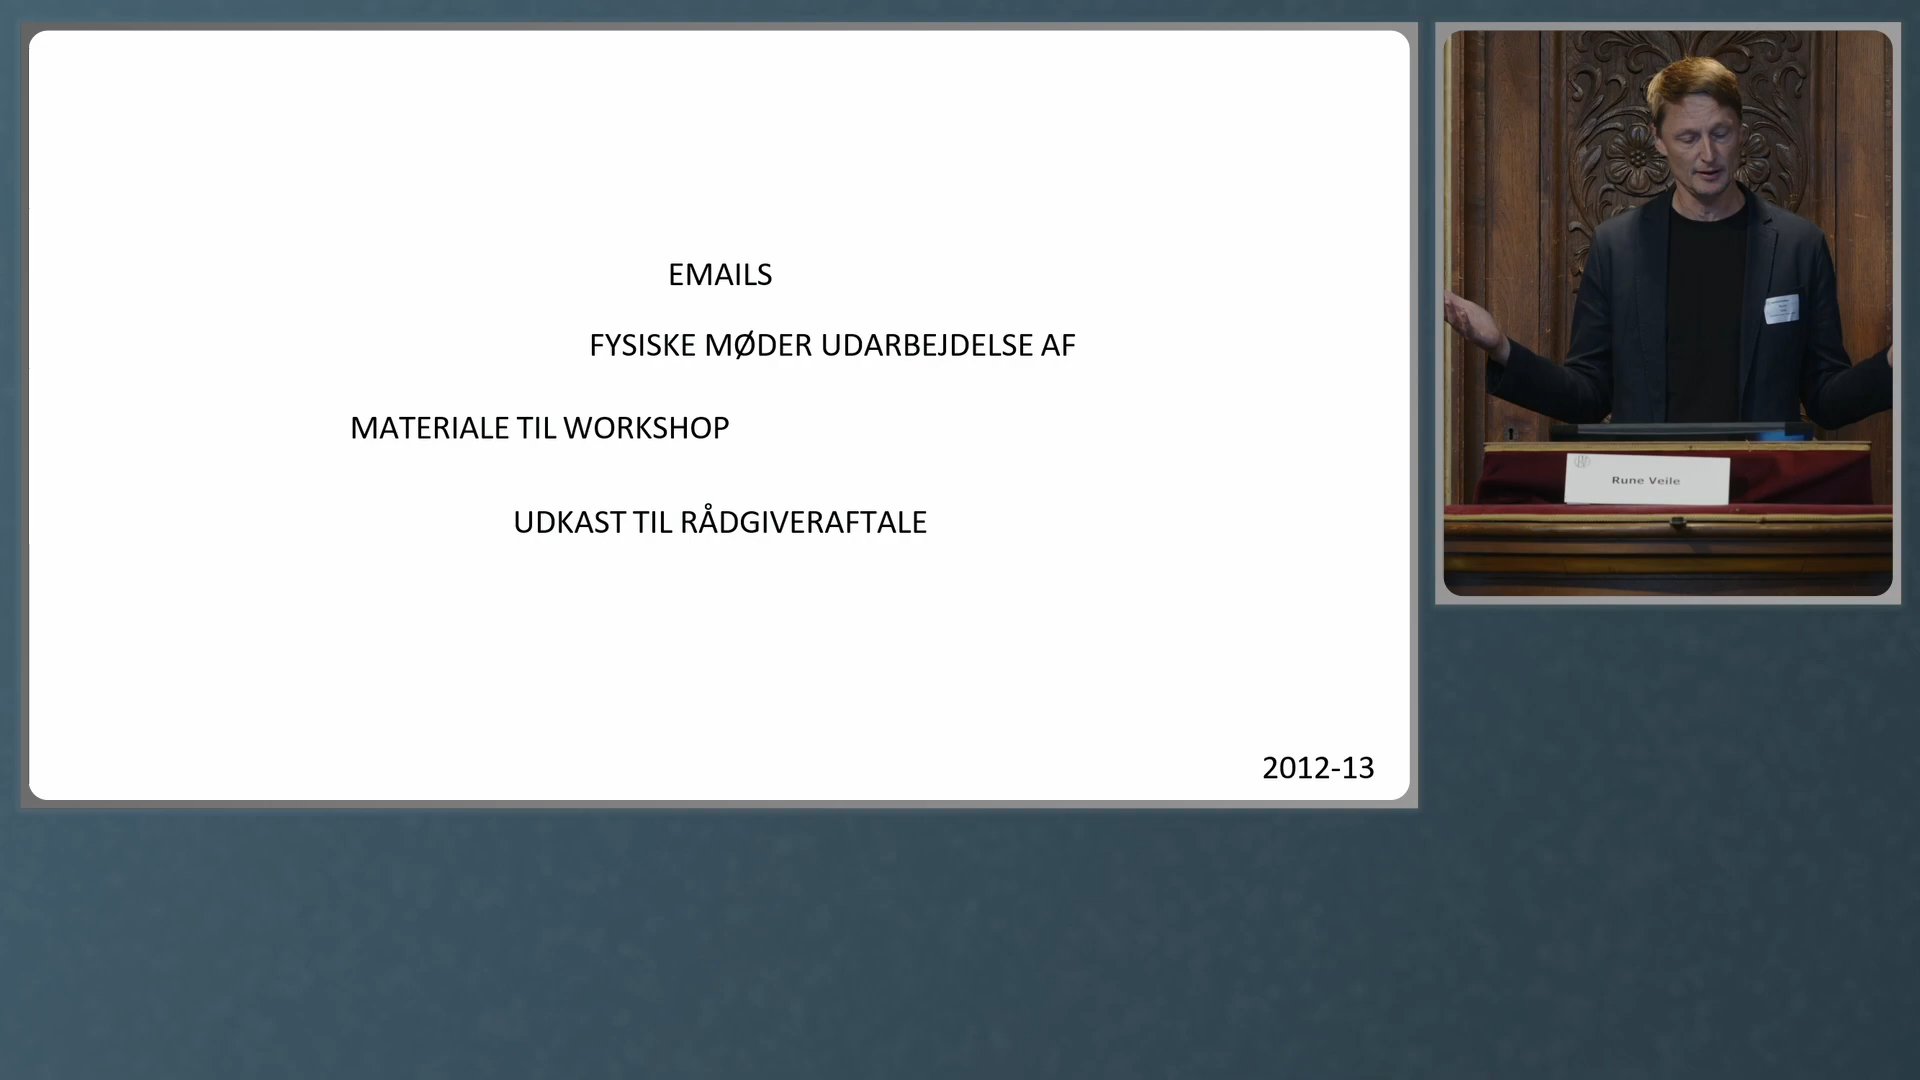 EMAILS
FYSISKE MØDER UDARBEJDELSE AF
MATERIALE TIL WORKSHOP
UDKAST TIL RÅDGIVERAFTALE
2012-13
Rune Veile